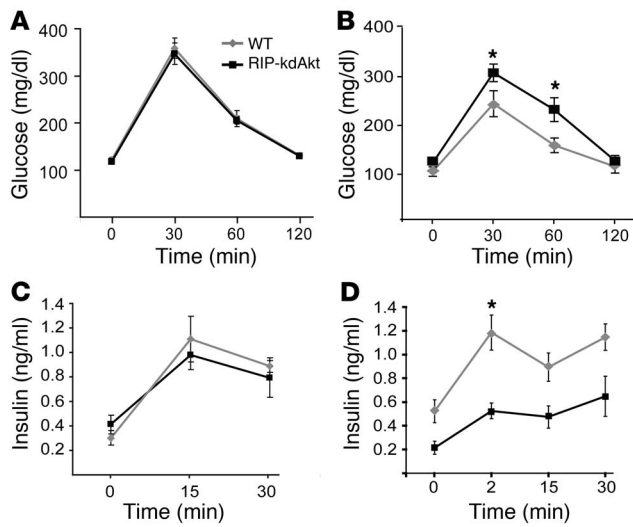 A
400
300
200
100
Glucose (mg/dl)
WT
RIP-kdAkt
0 30 60 120
Time (min)
B
400
300
200
100
Glucose (mg/dl)
*
*
0 30 60 120
Time (min)
C
1.4
1.2
1.0
0.8
0.6
0.4
0.2
Insulin (ng/ml)
0 15 30
Time (min)
D
1.4
1.2
1.0
0.8
0.6
0.4
0.2
Insulin (ng/ml)
*
0 2 15 30
Time (min)